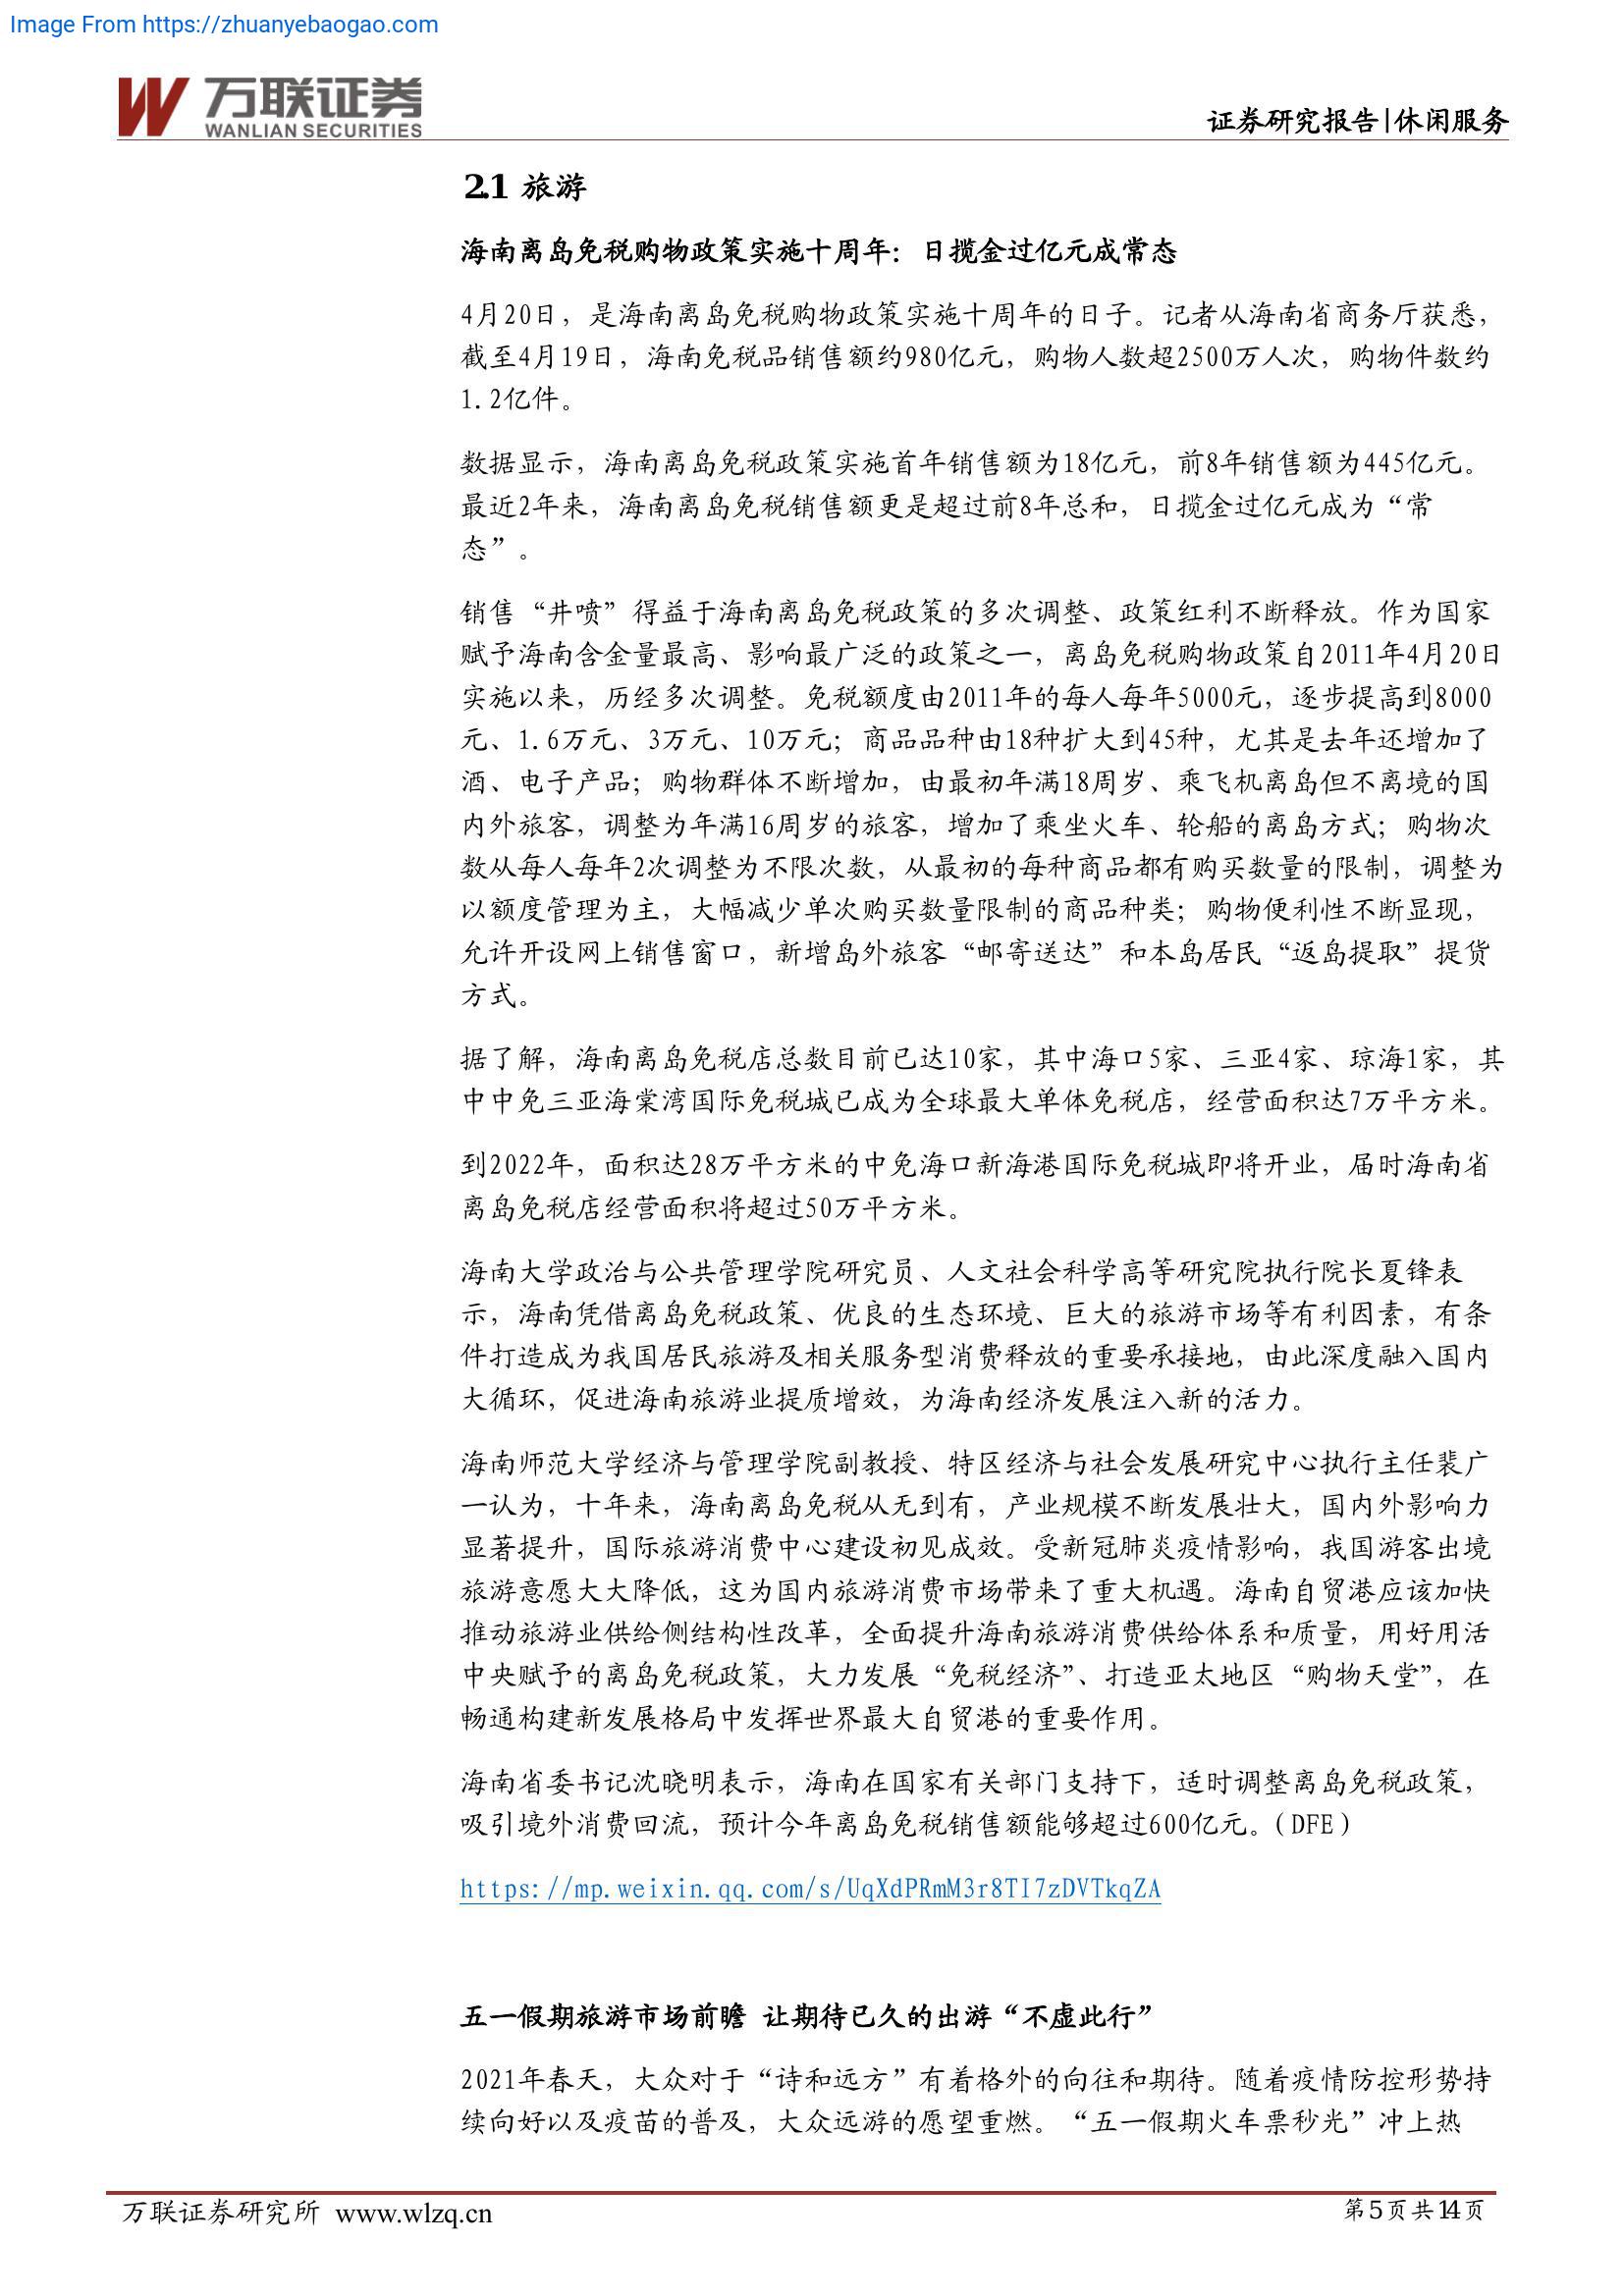 Image From https://zhuanyebaogao.com
万联证券
WANLIAN SECURITIES
证券研究报告|休闲服务
2.1 旅游
海南离岛免税购物政策实施十周年：日揽金过亿元成常态
4月20日，是海南离岛免税购物政策实施十周年的日子。记者从海南省商务厅获悉，
截至4月19日，海南免税品销售额约980亿元，购物人数超2500万人次，购物件数约
1.2亿件。
数据显示，海南离岛免税政策实施首年销售额为18亿元，前8年销售额为445亿元。
最近2年来，海南离岛免税销售额更是超过前8年总和，日揽金过亿元成为“常
态”。
销售“井喷”得益于海南离岛免税政策的多次调整、政策红利不断释放。作为国家
赋予海南含金量最高、影响最广泛的政策之一，离岛免税购物政策自2011年4月20日
实施以来，历经多次调整。免税额度由2011年的每人每年5000元，逐步提高到8000
元、1.6万元、3万元、10万元；商品品种由18种扩大到45种，尤其是去年还增加了
酒、电子产品；购物群体不断增加，由最初年满18周岁、乘飞机离岛但不离境的国
内外旅客，调整为年满16周岁的旅客，增加了乘坐火车、轮船的离岛方式；购物次
数从每人每年2次调整为不限次数，从最初的每种商品都有购买数量的限制，调整为
以额度管理为主，大幅减少单次购买数量限制的商品种类；购物便利性不断显现，
允许开设网上销售窗口，新增岛外旅客“邮寄送达”和本岛居民“返岛提取”提货
方式。
据了解，海南离岛免税店总数目前已达10家，其中海口5家、三亚4家、琼海1家，其
中中免三亚海棠湾国际免税城已成为全球最大单体免税店，经营面积达7万平方米。
到2022年，面积达28万平方米的中免海口新海港国际免税城即将开业，届时海南省
离岛免税店经营面积将超过50万平方米。
海南大学政治与公共管理学院研究员、人文社会科学高等研究院执行院长夏锋表
示，海南凭借离岛免税政策、优良的生态环境、巨大的旅游市场等有利因素，有条
件打造成为我国居民旅游及相关服务型消费释放的重要承接地，由此深度融入国内
大循环，促进海南旅游业提质增效，为海南经济发展注入新的活力。
海南师范大学经济与管理学院副教授、特区经济与社会发展研究中心执行主任裴广
一认为，十年来，海南离岛免税从无到有，产业规模不断发展壮大，国内外影响力
显著提升，国际旅游消费中心建设初见成效。受新冠肺炎疫情影响，我国游客出境
旅游意愿大大降低，这为国内旅游消费市场带来了重大机遇。海南自贸港应该加快
推动旅游业供给侧结构性改革，全面提升海南旅游消费供给体系和质量，用好用活
中央赋予的离岛免税政策，大力发展“免税经济”、打造亚太地区“购物天堂”，在
畅通构建新发展格局中发挥世界最大自贸港的重要作用。
海南省委书记沈晓明表示，海南在国家有关部门支持下，适时调整离岛免税政策，
吸引境外消费回流，预计今年离岛免税销售额能够超过600亿元。（DFE）
https://mp.weixin.qq.com/s/UqXdPRmM3r8TI7zDVTkqZA
五一假期旅游市场前瞻 让期待已久的出游“不虚此行”
2021年春天，大众对于“诗和远方”有着格外的向往和期待。随着疫情防控形势持
续向好以及疫苗的普及，大众远游的愿望重燃。“五一假期火车票秒光”冲上热
万联证券研究所 www.wlzq.cn
第5页共14页